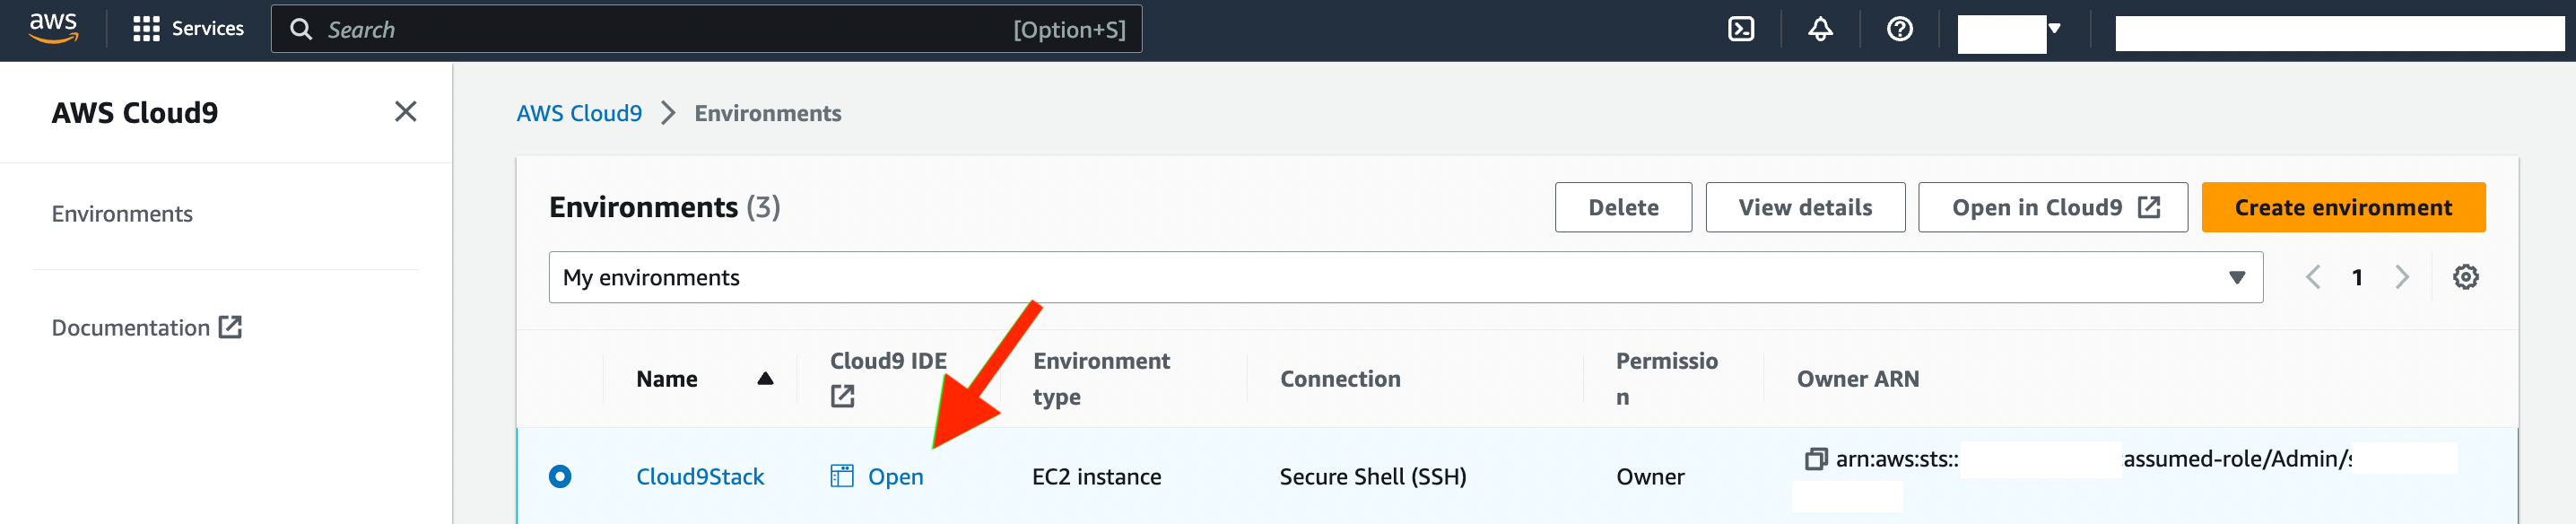 aws
Services
Search
[Option+S]
AWS Cloud9
Environments
Documentation
AWS Cloud9 > Environments
Environments (3)
Delete
View details
Open in Cloud9
Create environment
My environments
1
Name
Cloud9 IDE
Environment
type
Connection
Permissio
n
Owner ARN
Cloud9Stack
Open
EC2 instance
Secure Shell (SSH)
Owner
arn:aws:sts:: :assumed-role/Admin/